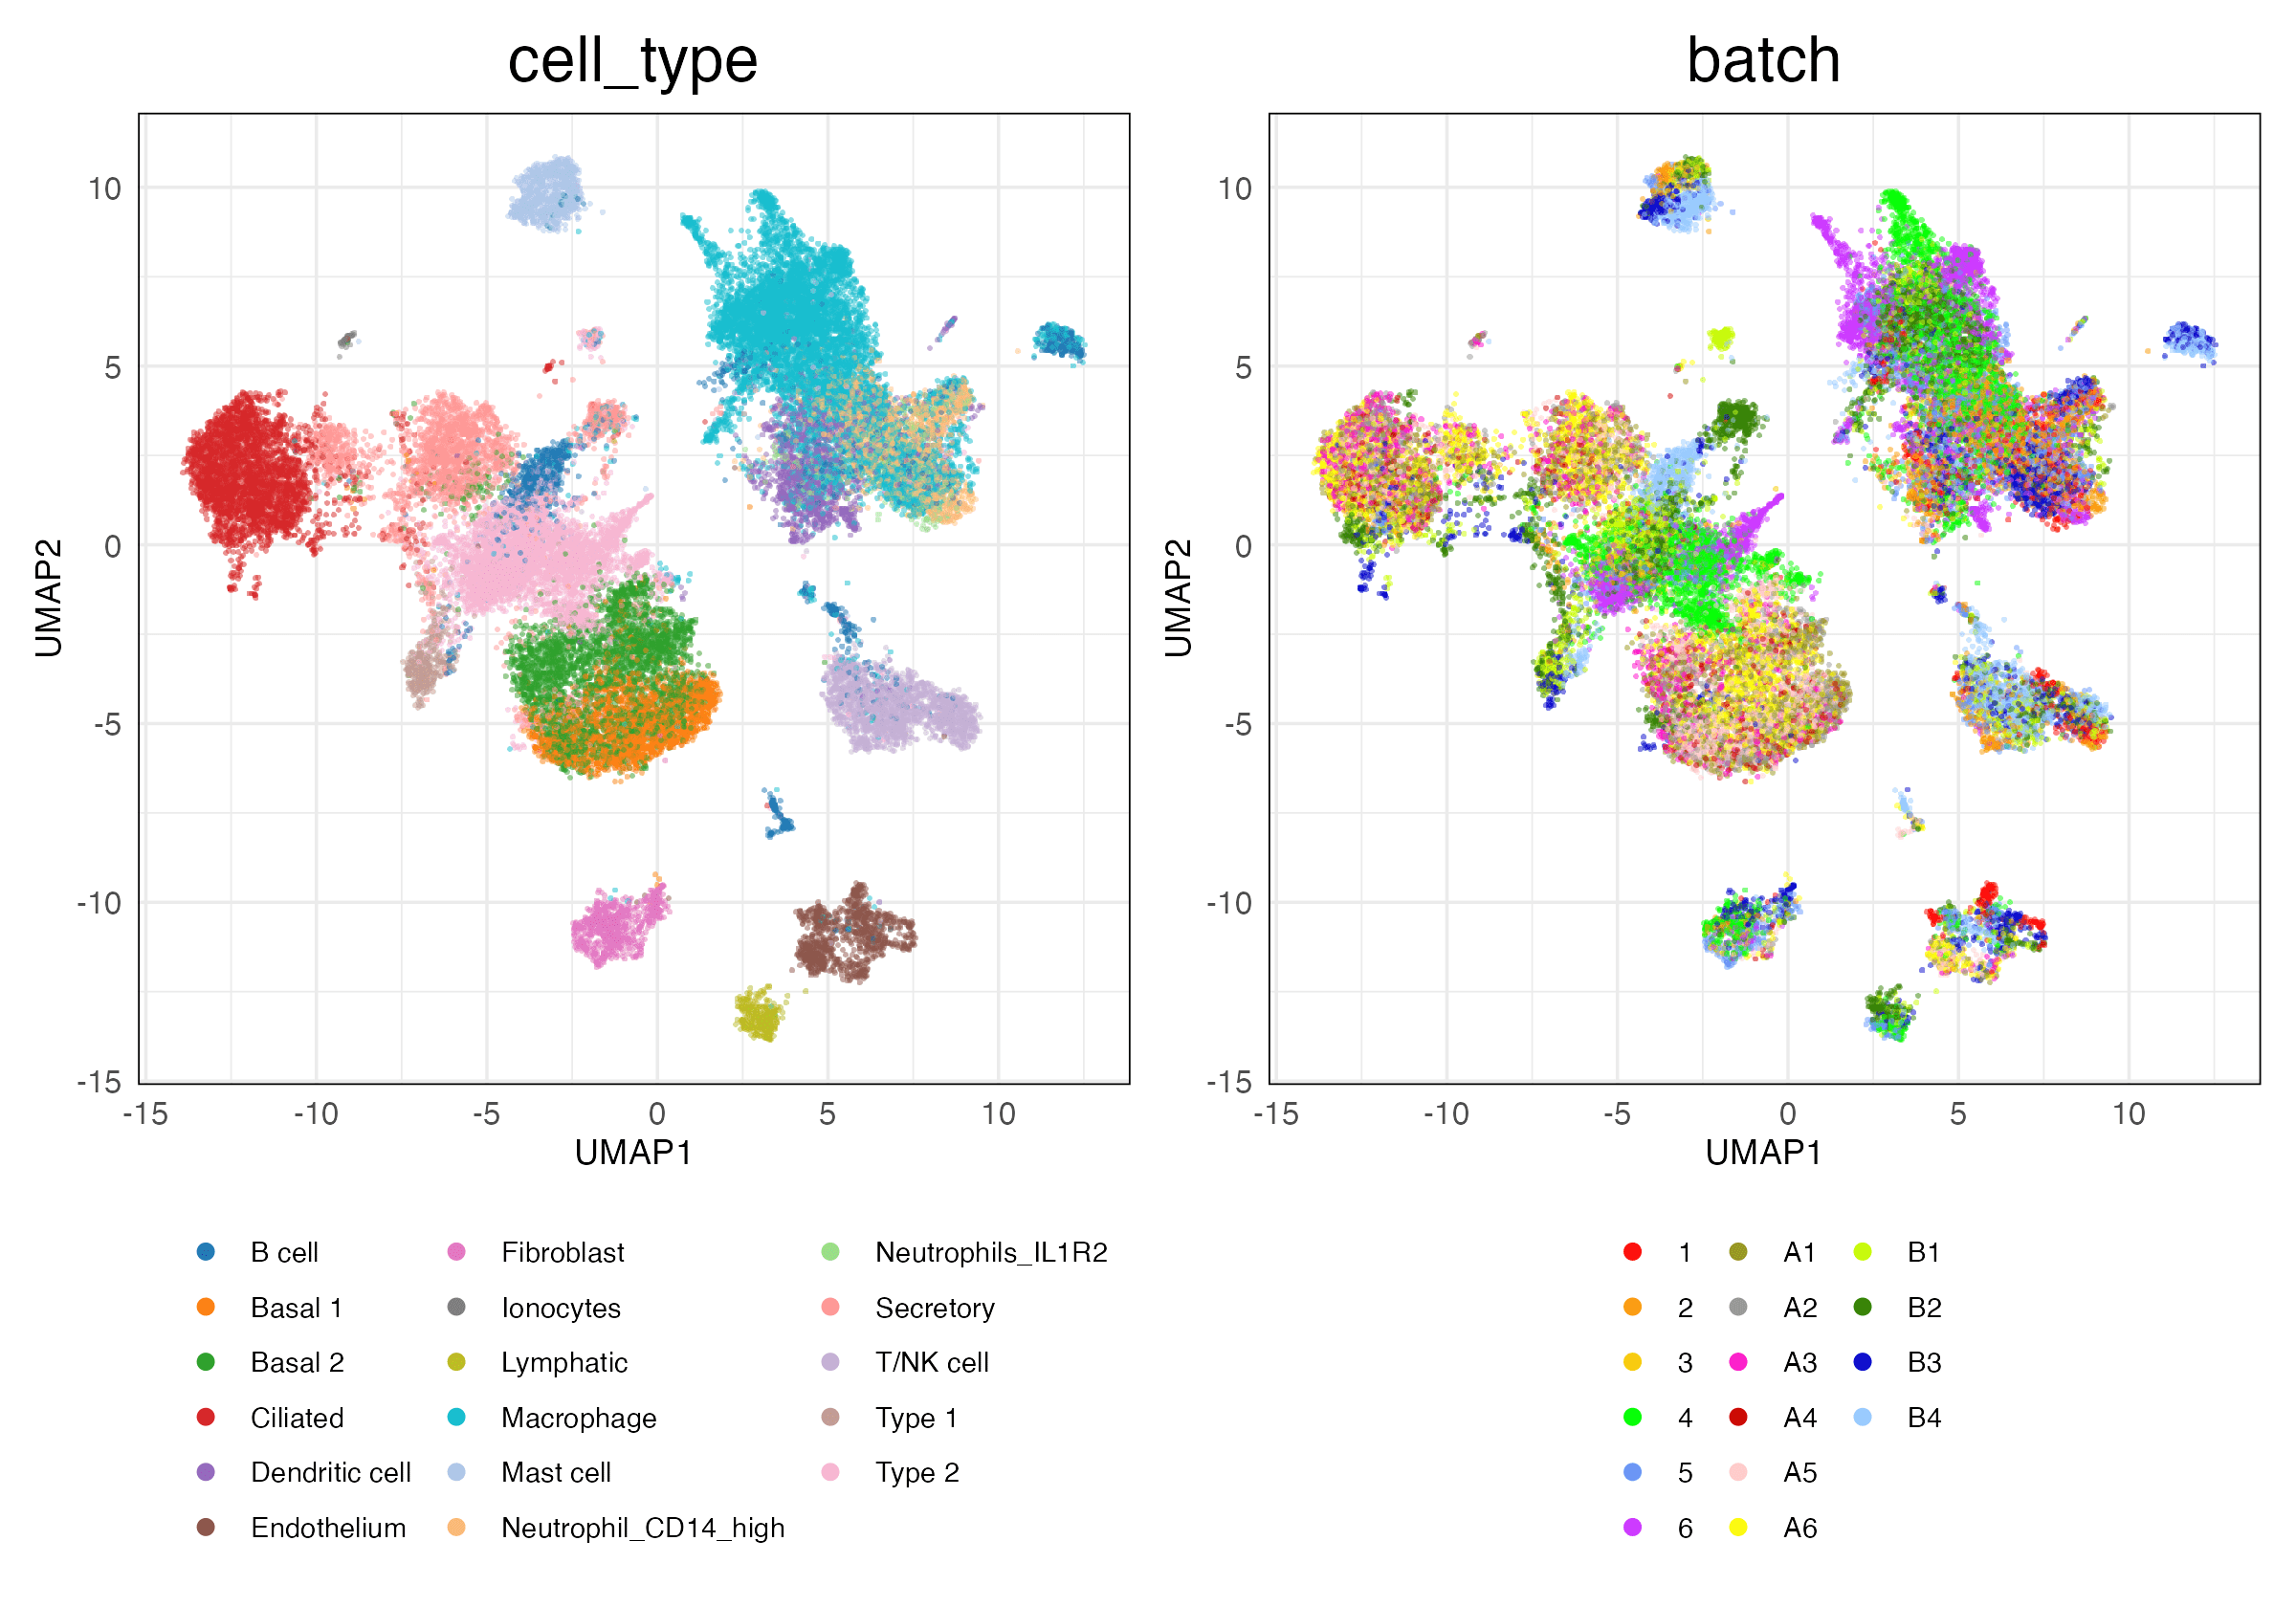 cell_type
batch
10
5
0
-5
-10
-15
UMAP2
-15 -10 -5 0 5 10
UMAP1
10
5
0
-5
-10
-15
UMAP2
-15 -10 -5 0 5 10
UMAP1
B cell Fibroblast Neutrophils_IL1R2
Basal 1 Ionocytes Secretory
Basal 2 Lymphatic T/NK cell
Ciliated Macrophage Type 1
Dendritic cell Mast cell Type 2
Endothelium Neutrophil_CD14_high
1 A1 B1
2 A2 B2
3 A3 B3
4 A4 B4
5 A5
6 A6